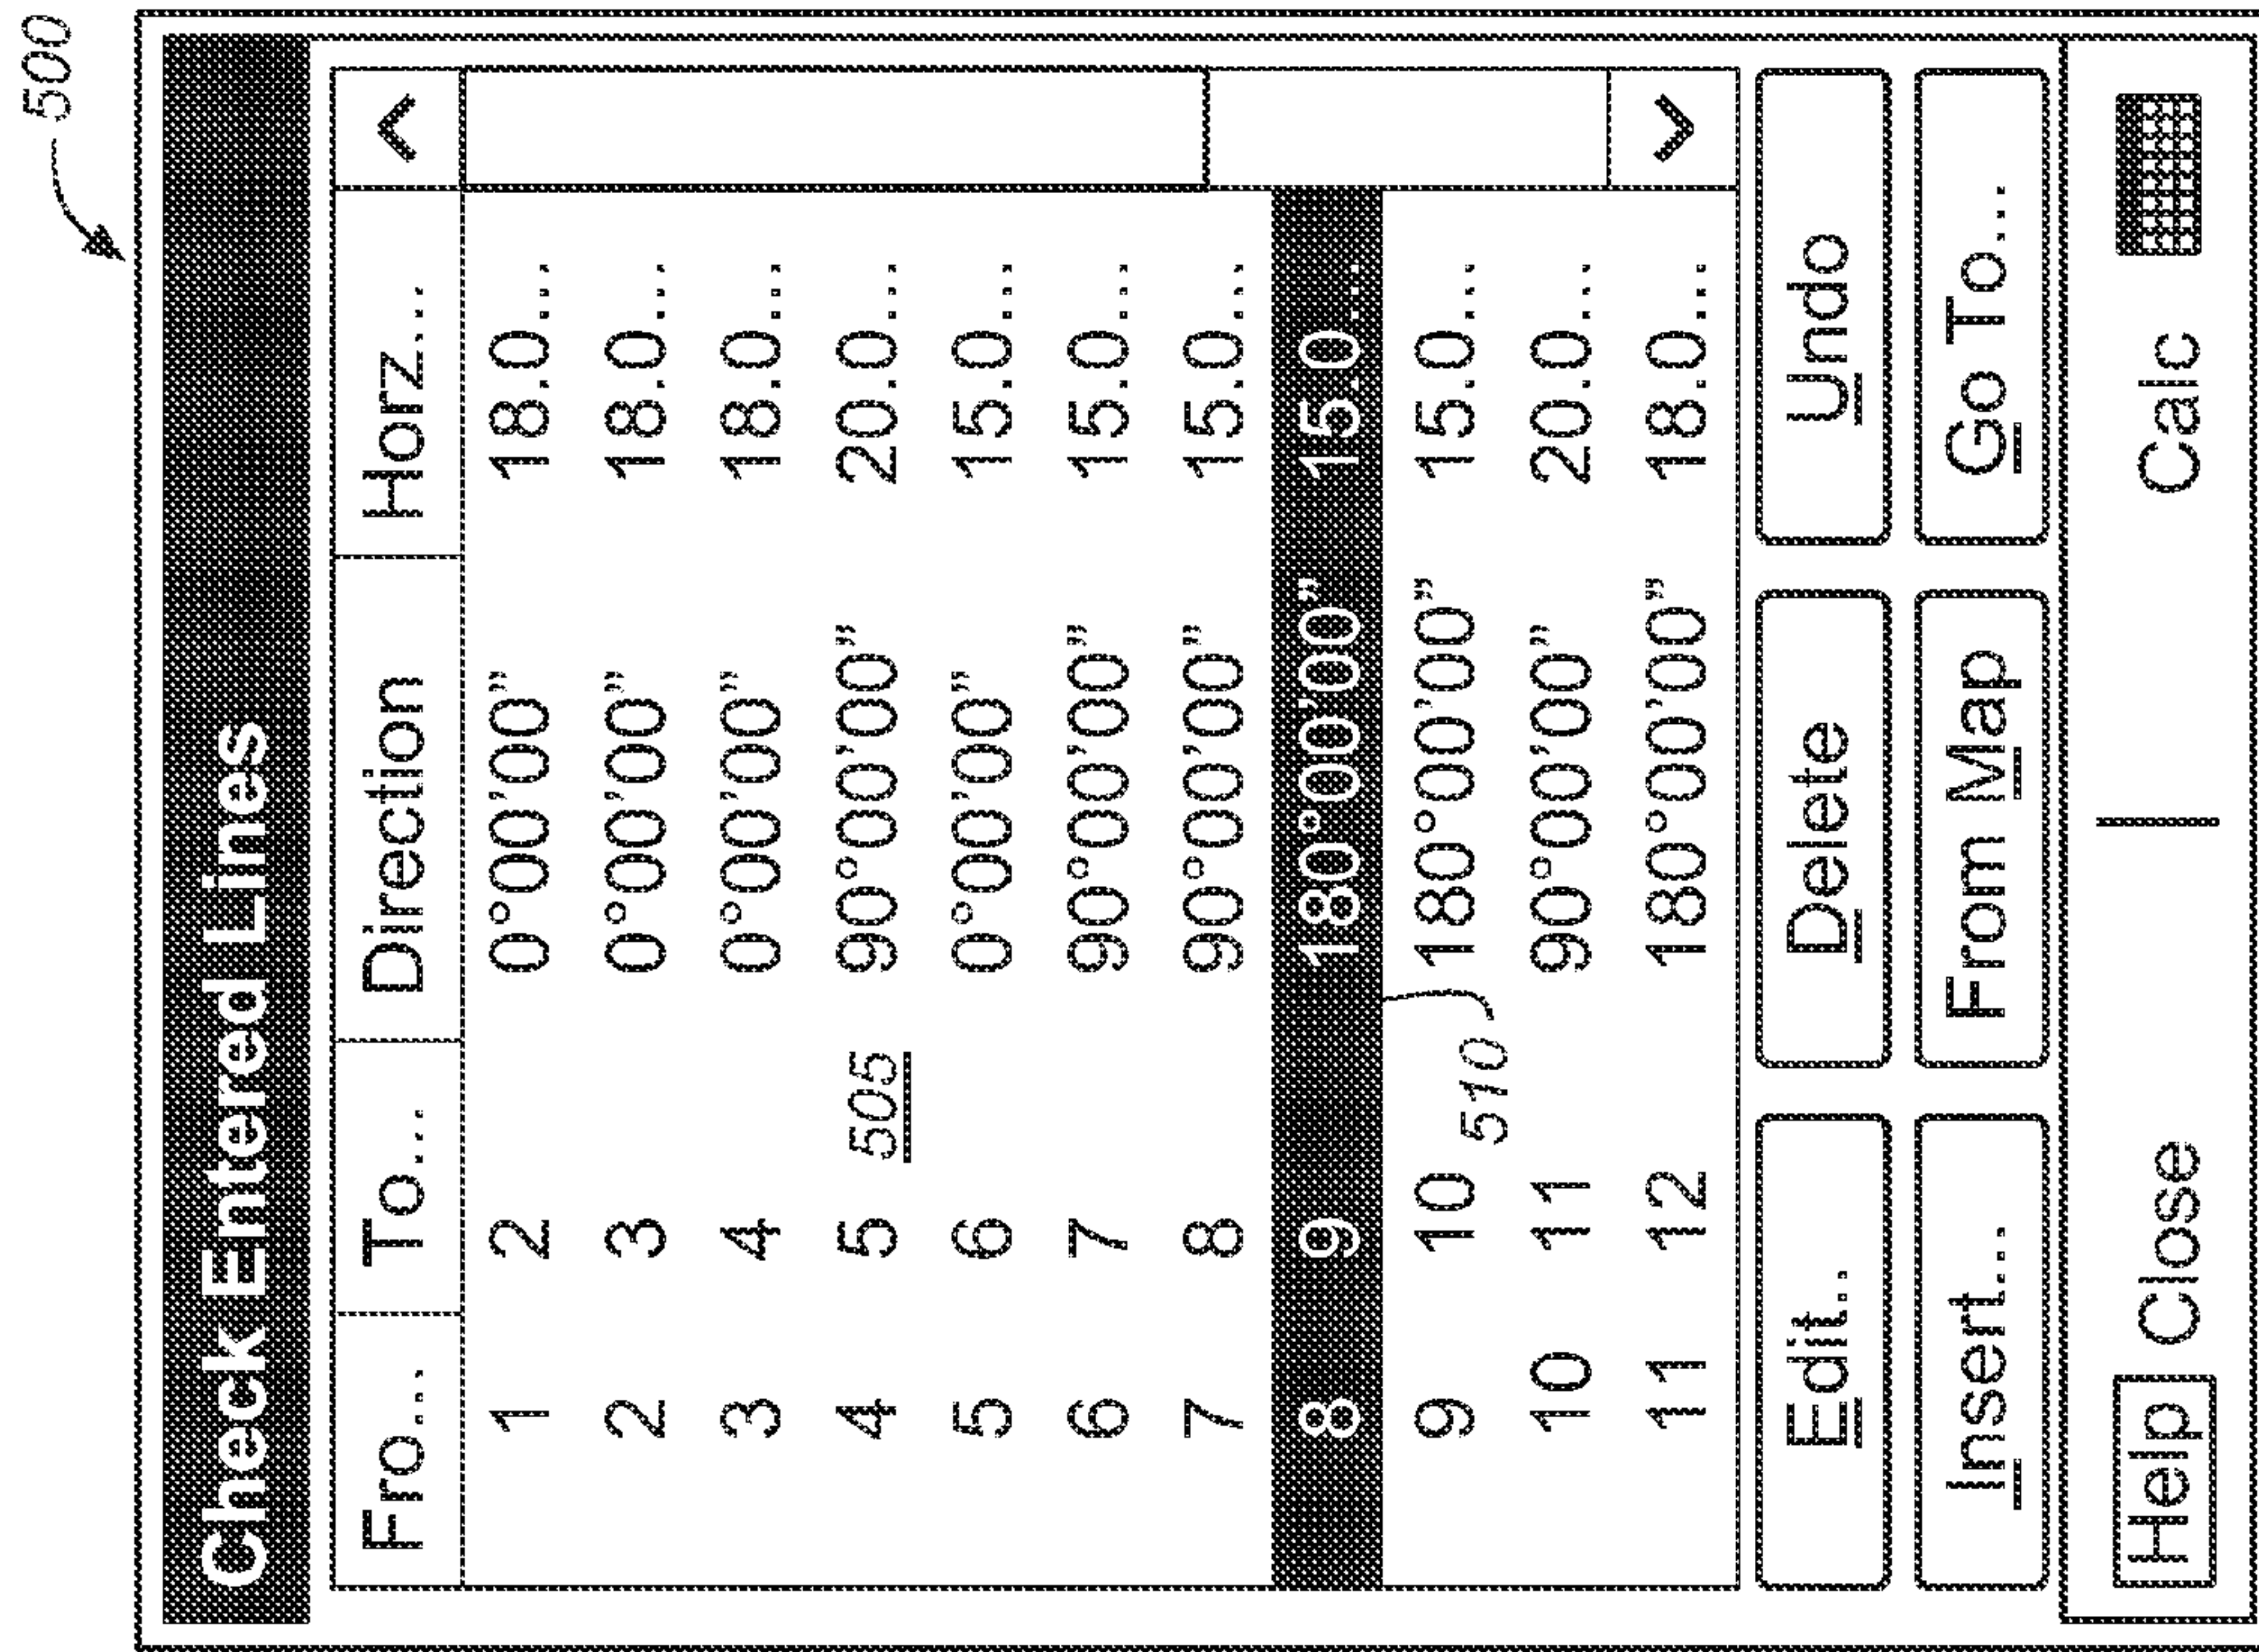 500
Check Entered Lines
Fro... To... Direction Horz...
1 2 0°00'00" 18.0...
2 3 0°00'00" 18.0...
3 4 0°00'00" 18.0...
4 5 505 90°00'00" 20.0...
5 6 0°00'00" 15.0...
6 7 90°00'00" 15.0...
7 8 90°00'00" 15.0...
8 9 180°00'00" 15.0...
9 10 180°00'00" 15.0...
510
10 11 90°00'00" 20.0...
11 12 180°00'00" 18.0...
Edit.. Delete Undo
Insert... From Map Go To...
Help Close Calc